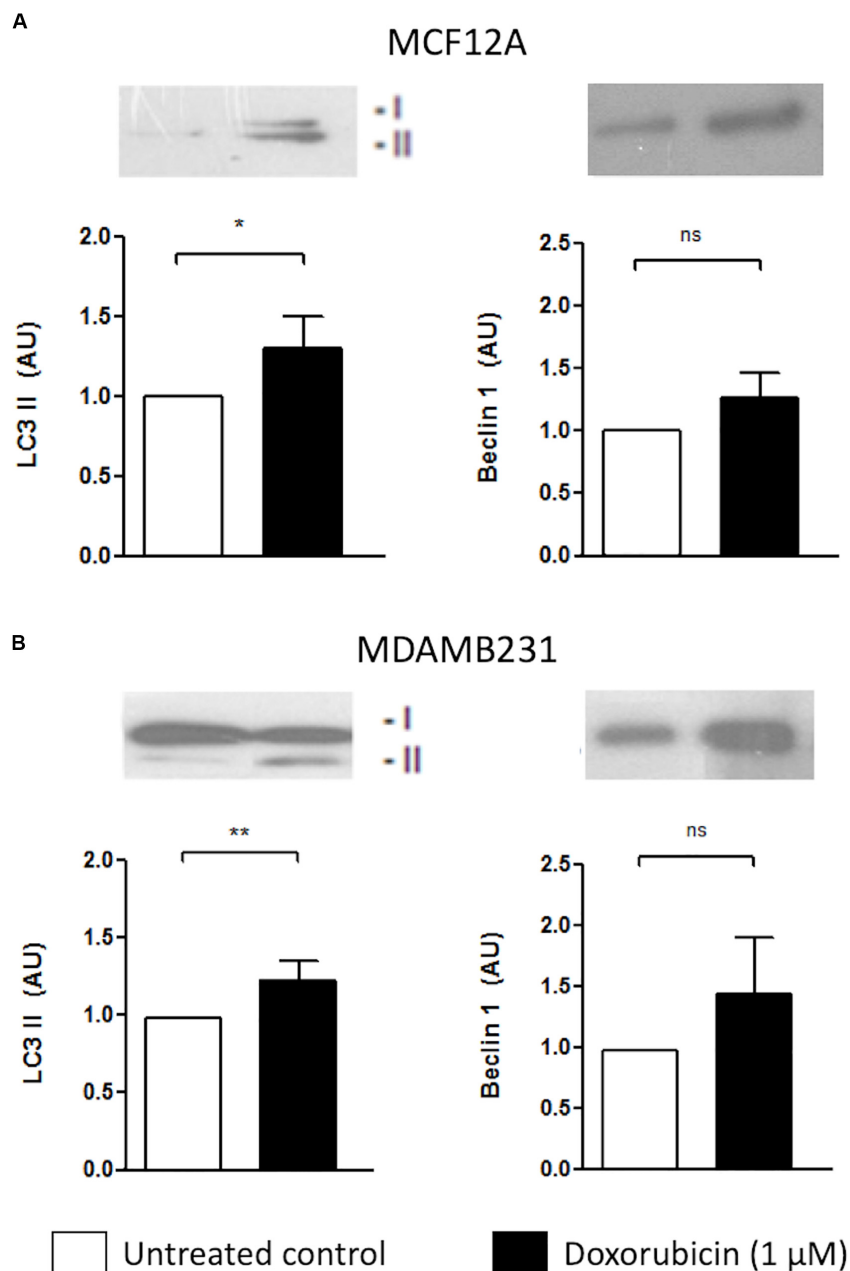 A
MCF12A
- I
- II
*
2.0
1.5
1.0
0.5
0.0
LC3 II (AU)
ns
2.5
2.0
1.5
1.0
0.5
0.0
Beclin 1 (AU)
B
MDAMB231
- I
- II
**
2.0
1.5
1.0
0.5
0.0
LC3 II (AU)
ns
2.5
2.0
1.5
1.0
0.5
0.0
Beclin 1 (AU)
Untreated control
Doxorubicin (1 µM)